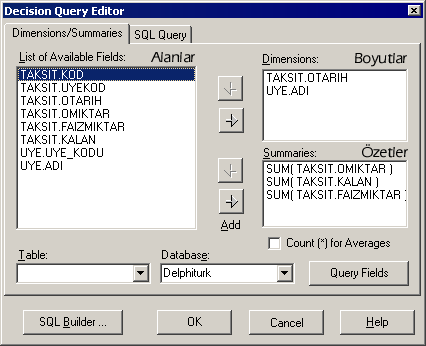 Decision Query Editor
Dimensions/Summaries SQL Query
List of Available Fields: Alanlar
TAKSIT.KOD
TAKSIT.UYEKOD
TAKSIT.OTARIH
TAKSIT.OMIKTAR
TAKSIT.FAIZMIKTAR
TAKSIT.KALAN
UYE.UYE_KODU
UYE.ADI
Dimensions: Boyutlar
TAKSIT.OTARIH
UYE.ADI
Summaries: Özetler
SUM( TAKSIT.OMIKTAR )
SUM( TAKSIT.KALAN )
SUM( TAKSIT.FAIZMIKTAR )
Add
Count (*) for Averages
Table: Database:
Delphiturk
Query Fields
SQL Builder ... OK Cancel Help